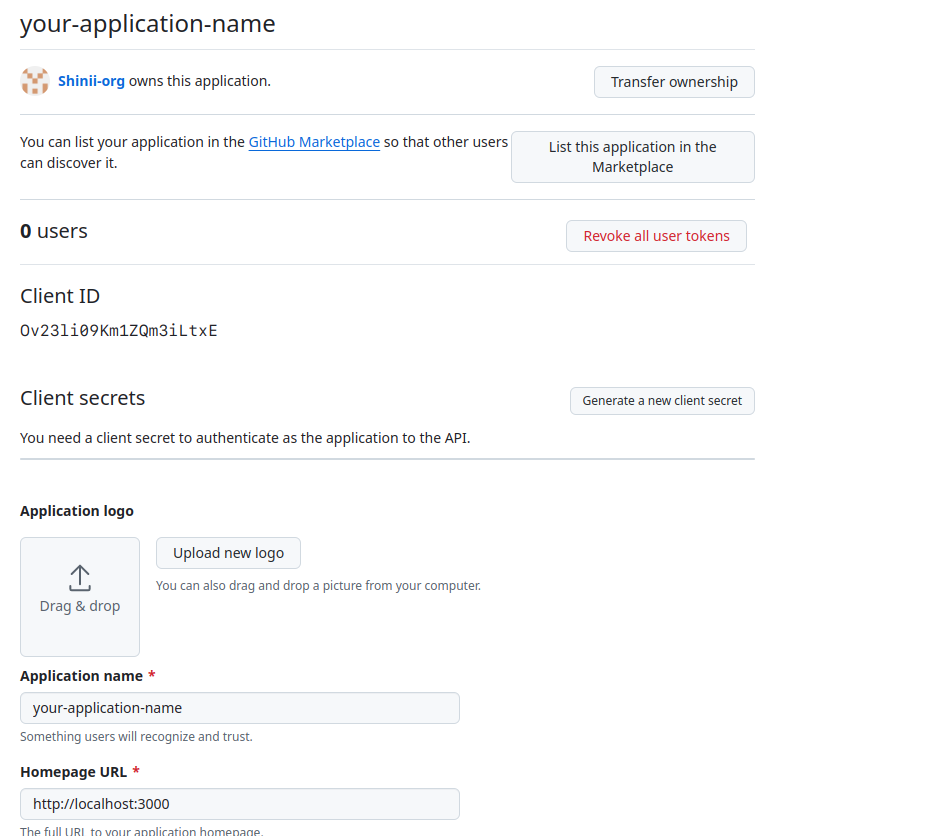 your-application-name
Shinii-org owns this application.
Transfer ownership
You can list your application in the GitHub Marketplace so that other users
can discover it.
List this application in the
Marketplace
0 users
Revoke all user tokens
Client ID
Ov23li09Km1ZQm3iLtxE
Client secrets
Generate a new client secret
You need a client secret to authenticate as the application to the API.
Application logo
Drag & drop
Upload new logo
You can also drag and drop a picture from your computer.
Application name *
your-application-name
Something users will recognize and trust.
Homepage URL *
http://localhost:3000
The full URL to your application homepage.